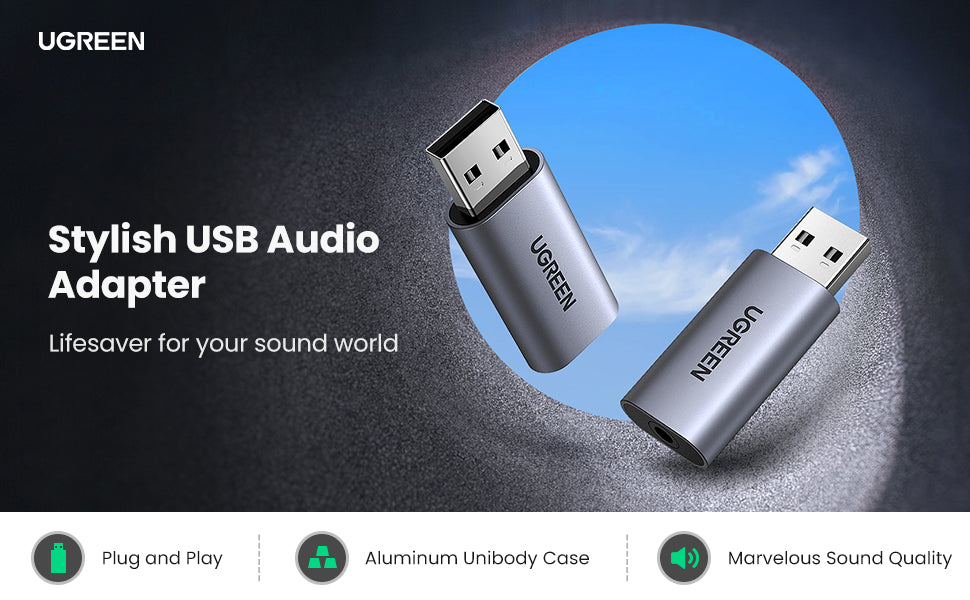 UGREEN
Stylish USB Audio
Adapter
Lifesaver for your sound world
UGREEN
UGREEN
Plug and Play
Aluminum Unibody Case
Marvelous Sound Quality